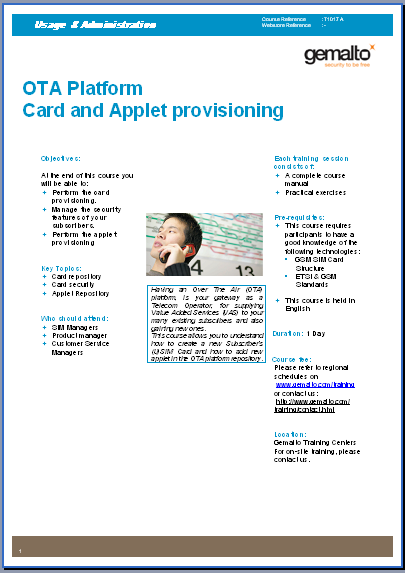 Usage & Administration
Course Reference : 71017 A
Webstore Reference : -
gemalto
security to be free
OTA Platform
Card and Applet provisioning
Objectives:
At the end of this course you
will be able to:
Perform the card
provisioning.
Manage the security
features of your
subscribers.
Perform the applet
provisioning
Key Topics:
Card repository
Card security
Applet Repository
Who should attend:
SIM Managers
Product manager
Customer Service
Managers
4 13
Having an Over The Air (OTA)
platform, is your gateway as a
Telecom Operator, for supplying
Value Added Services (VAS) to your
many existing subscribers and also
gaining new ones.
This course allows you to understand
how to create a new Subscriber's
(U)SIM Card and how to add new
applet in the OTA platform repository.
Each training session
consists of:
A complete course
manual
Practical exercises
Pre-requisites:
This course requires
participants to have a
good knowledge of the
following technologies:
GSM SIM Card
Structure
ETSI & GSM
Standards
This course is held in
English
Duration: 1 Day
Course fee:
Please refer to regional
schedules on
www.gemalto.com/training
or contact us:
http://www.gemalto.com/
training/contact.html
Location:
Gemalto Training Centers
For on-site training, please
contact us.
1